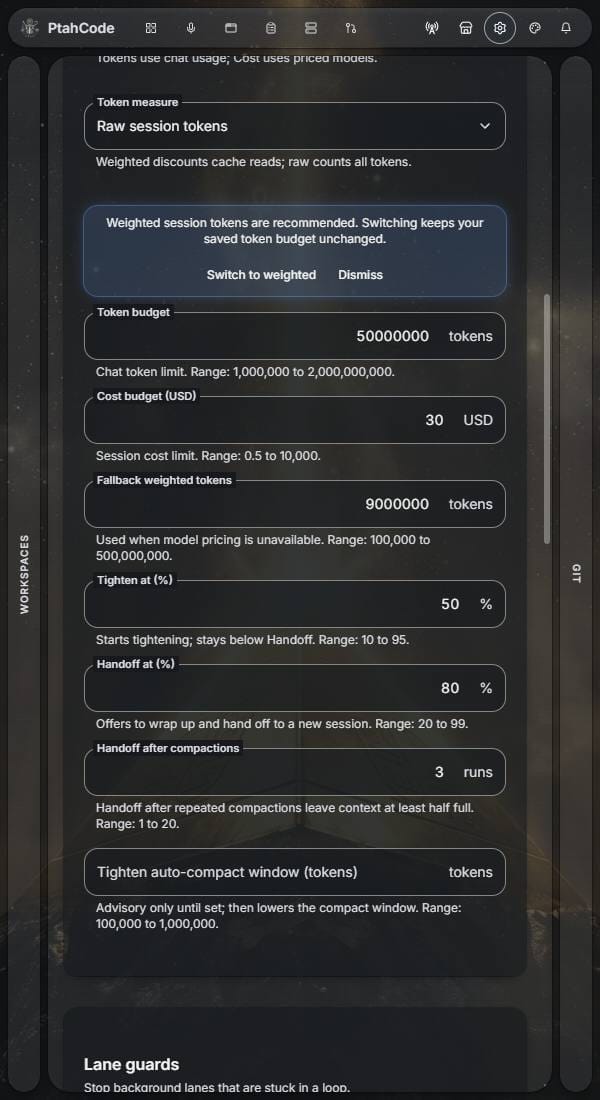 PtahCode
Tokens use chat usage; Cost uses priced models.
Token measure
Raw session tokens
Weighted discounts cache reads; raw counts all tokens.
Weighted session tokens are recommended. Switching keeps your
saved token budget unchanged.
Switch to weighted Dismiss
Token budget
50000000 tokens
Chat token limit. Range: 1,000,000 to 2,000,000,000.
Cost budget (USD)
30 USD
Session cost limit. Range: 0.5 to 10,000.
Fallback weighted tokens
9000000 tokens
Used when model pricing is unavailable. Range: 100,000 to
500,000,000.
Tighten at (%)
50 %
Starts tightening; stays below Handoff. Range: 10 to 95.
Handoff at (%)
80 %
Offers to wrap up and hand off to a new session. Range: 20 to 99.
Handoff after compactions
3 runs
Handoff after repeated compactions leave context at least half full.
Range: 1 to 20.
Tighten auto-compact window (tokens) tokens
Advisory only until set; then lowers the compact window. Range:
100,000 to 1,000,000.
Lane guards
Stop background lanes that are stuck in a loop.
WORKSPACES
GIT